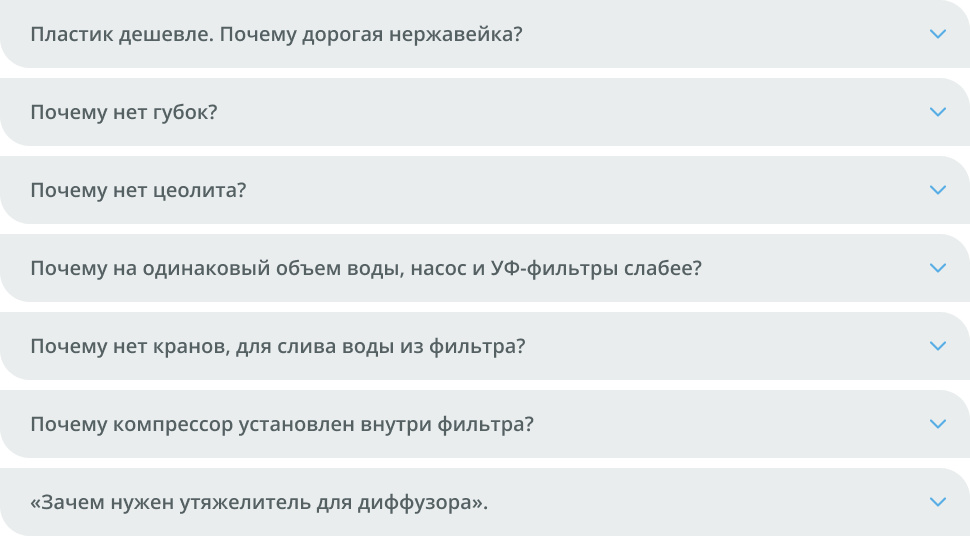 Пластик дешевле. Почему дорогая нержавейка?
Почему нет губок?
Почему нет цеолита?
Почему на одинаковый объем воды, насос и УФ-фильтры слабее?
Почему нет кранов, для слива воды из фильтра?
Почему компрессор установлен внутри фильтра?
«Зачем нужен утяжелитель для диффузора».